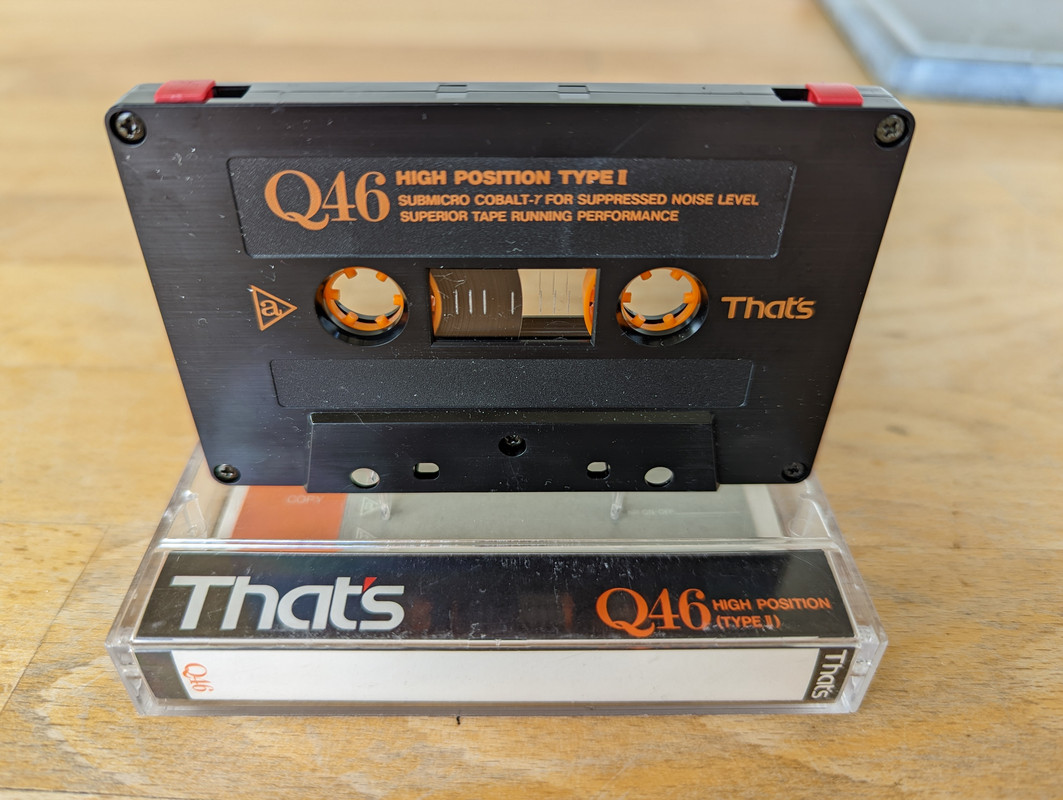 Q46 HIGH POSITION TYPE II
SUBMICRO COBALT-γ FOR SUPPRESSED NOISE LEVEL
SUPERIOR TAPE RUNNING PERFORMANCE
a
That's
COPY
That's
Q46 HIGH POSITION
(TYPE II)
Q46
That's